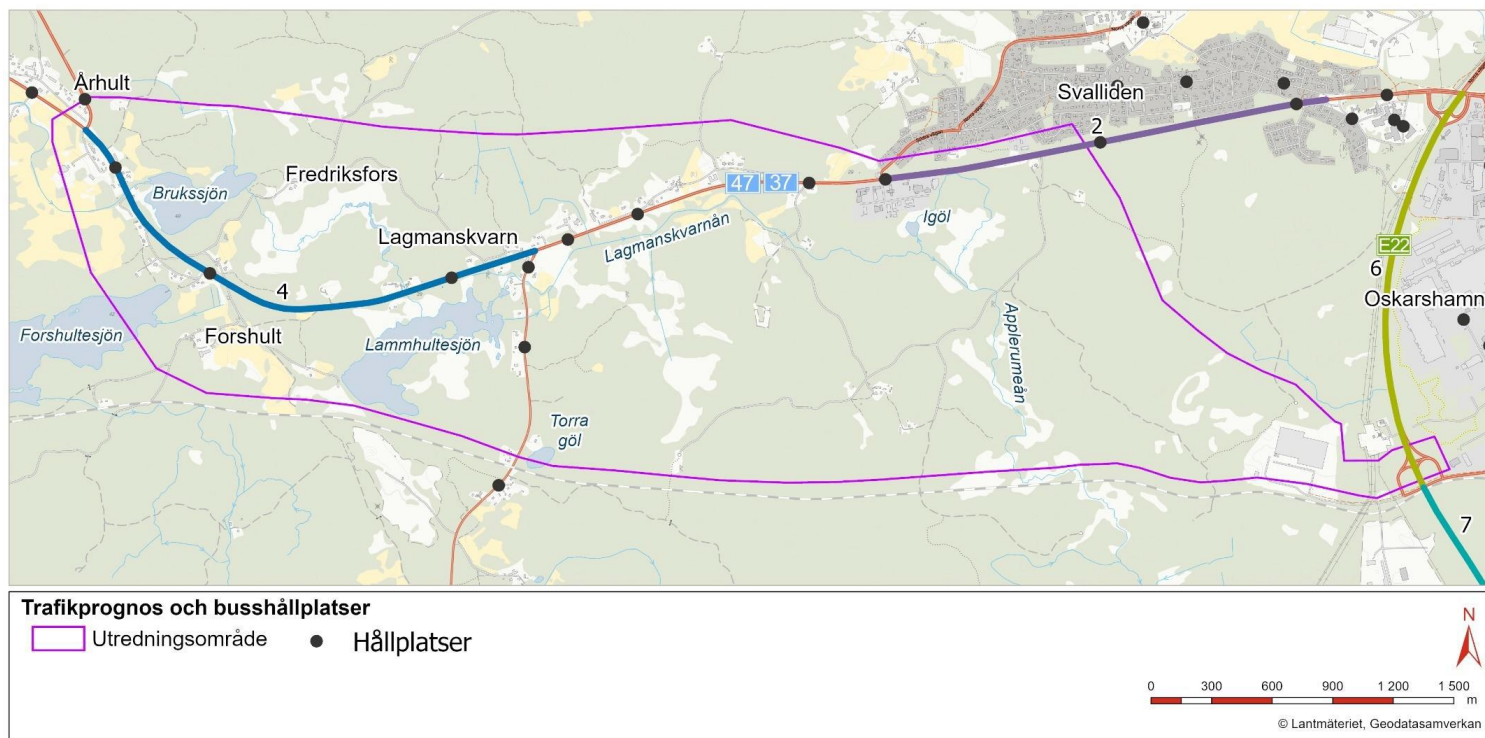 Århult
Svalliden
2
Fredriksfors
Brukssjön
47 37
Lagmanskvarn
Lagmanskvarnån
Igöl
E22
6
4
Oskarshamn
Forshultesjön
Forshult
Lammhultesjön
Applerumeån
Torra
göl
7
Trafikprognos och busshållplatser
Utredningsområde
Hållplatser
N
0 300 600 900 1 200 1 500
m
© Lantmäteriet, Geodatasamverkan